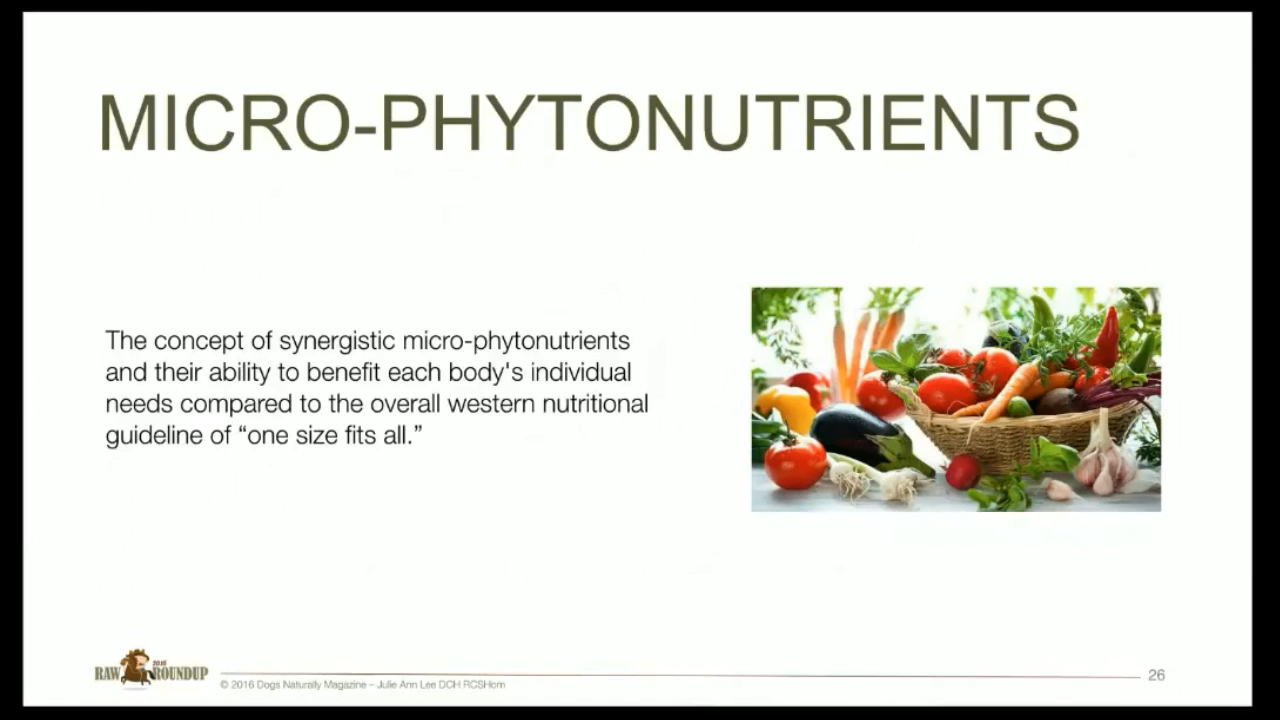 MICRO-PHYTONUTRIENTS
The concept of synergistic micro-phytonutrients
and their ability to benefit each body's individual
needs compared to the overall western nutritional
guideline of “one size fits all.”
RAW 2016 ROUNDUP
© 2016 Dogs Naturally Magazine – Julie Ann Lee DCH RCSHom
26